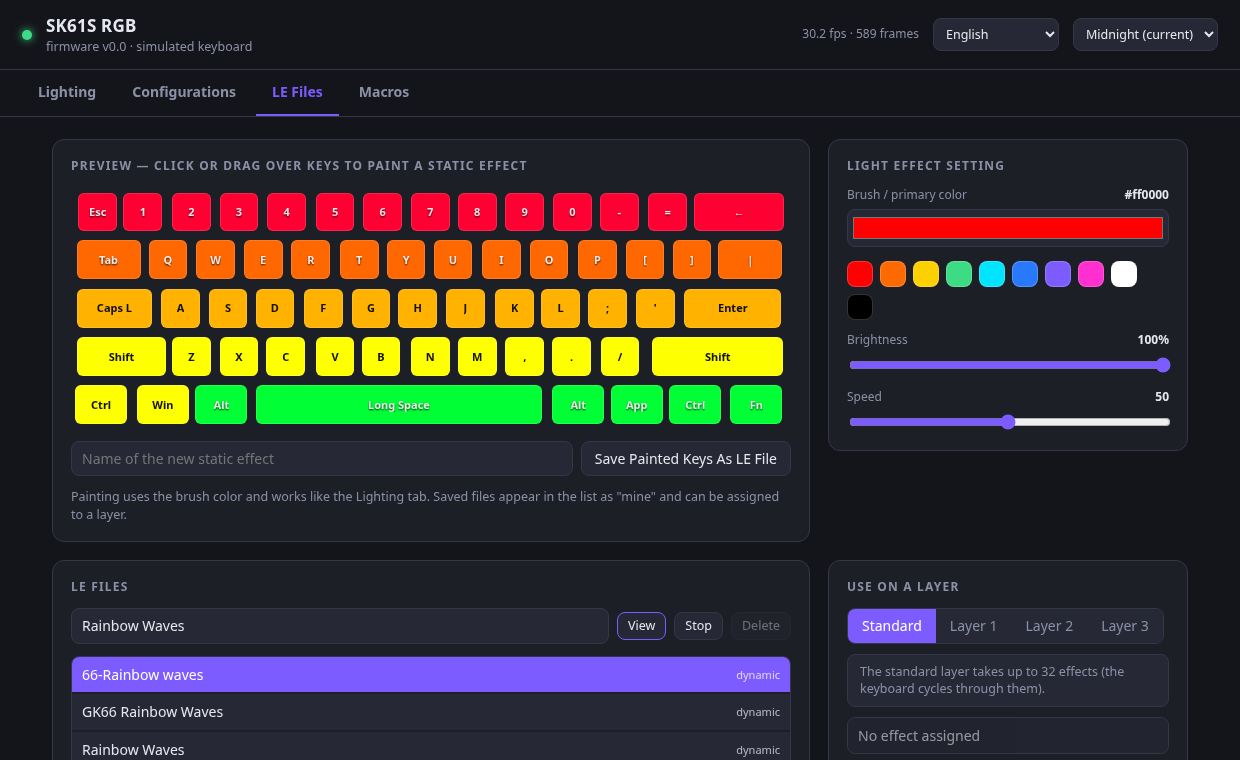 SK61S RGB
firmware v0.0 · simulated keyboard
30.2 fps · 589 frames
English
Midnight (current)
Lighting
Configurations
LE Files
Macros
PREVIEW — CLICK OR DRAG OVER KEYS TO PAINT A STATIC EFFECT
Esc 1 2 3 4 5 6 7 8 9 0 - = ←
Tab Q W E R T Y U I O P [ ] |
Caps L A S D F G H J K L ; ' Enter
Shift Z X C V B N M , . / Shift
Ctrl Win Alt Long Space Alt App Ctrl Fn
Name of the new static effect
Save Painted Keys As LE File
Painting uses the brush color and works like the Lighting tab. Saved files appear in the list as "mine" and can be assigned
to a layer.
LIGHT EFFECT SETTING
Brush / primary color #ff0000
Brightness 100%
Speed 50
LE FILES
Rainbow Waves
View
Stop
Delete
66-Rainbow waves dynamic
GK66 Rainbow Waves dynamic
Rainbow Waves dynamic
USE ON A LAYER
Standard Layer 1 Layer 2 Layer 3
The standard layer takes up to 32 effects (the
keyboard cycles through them).
No effect assigned